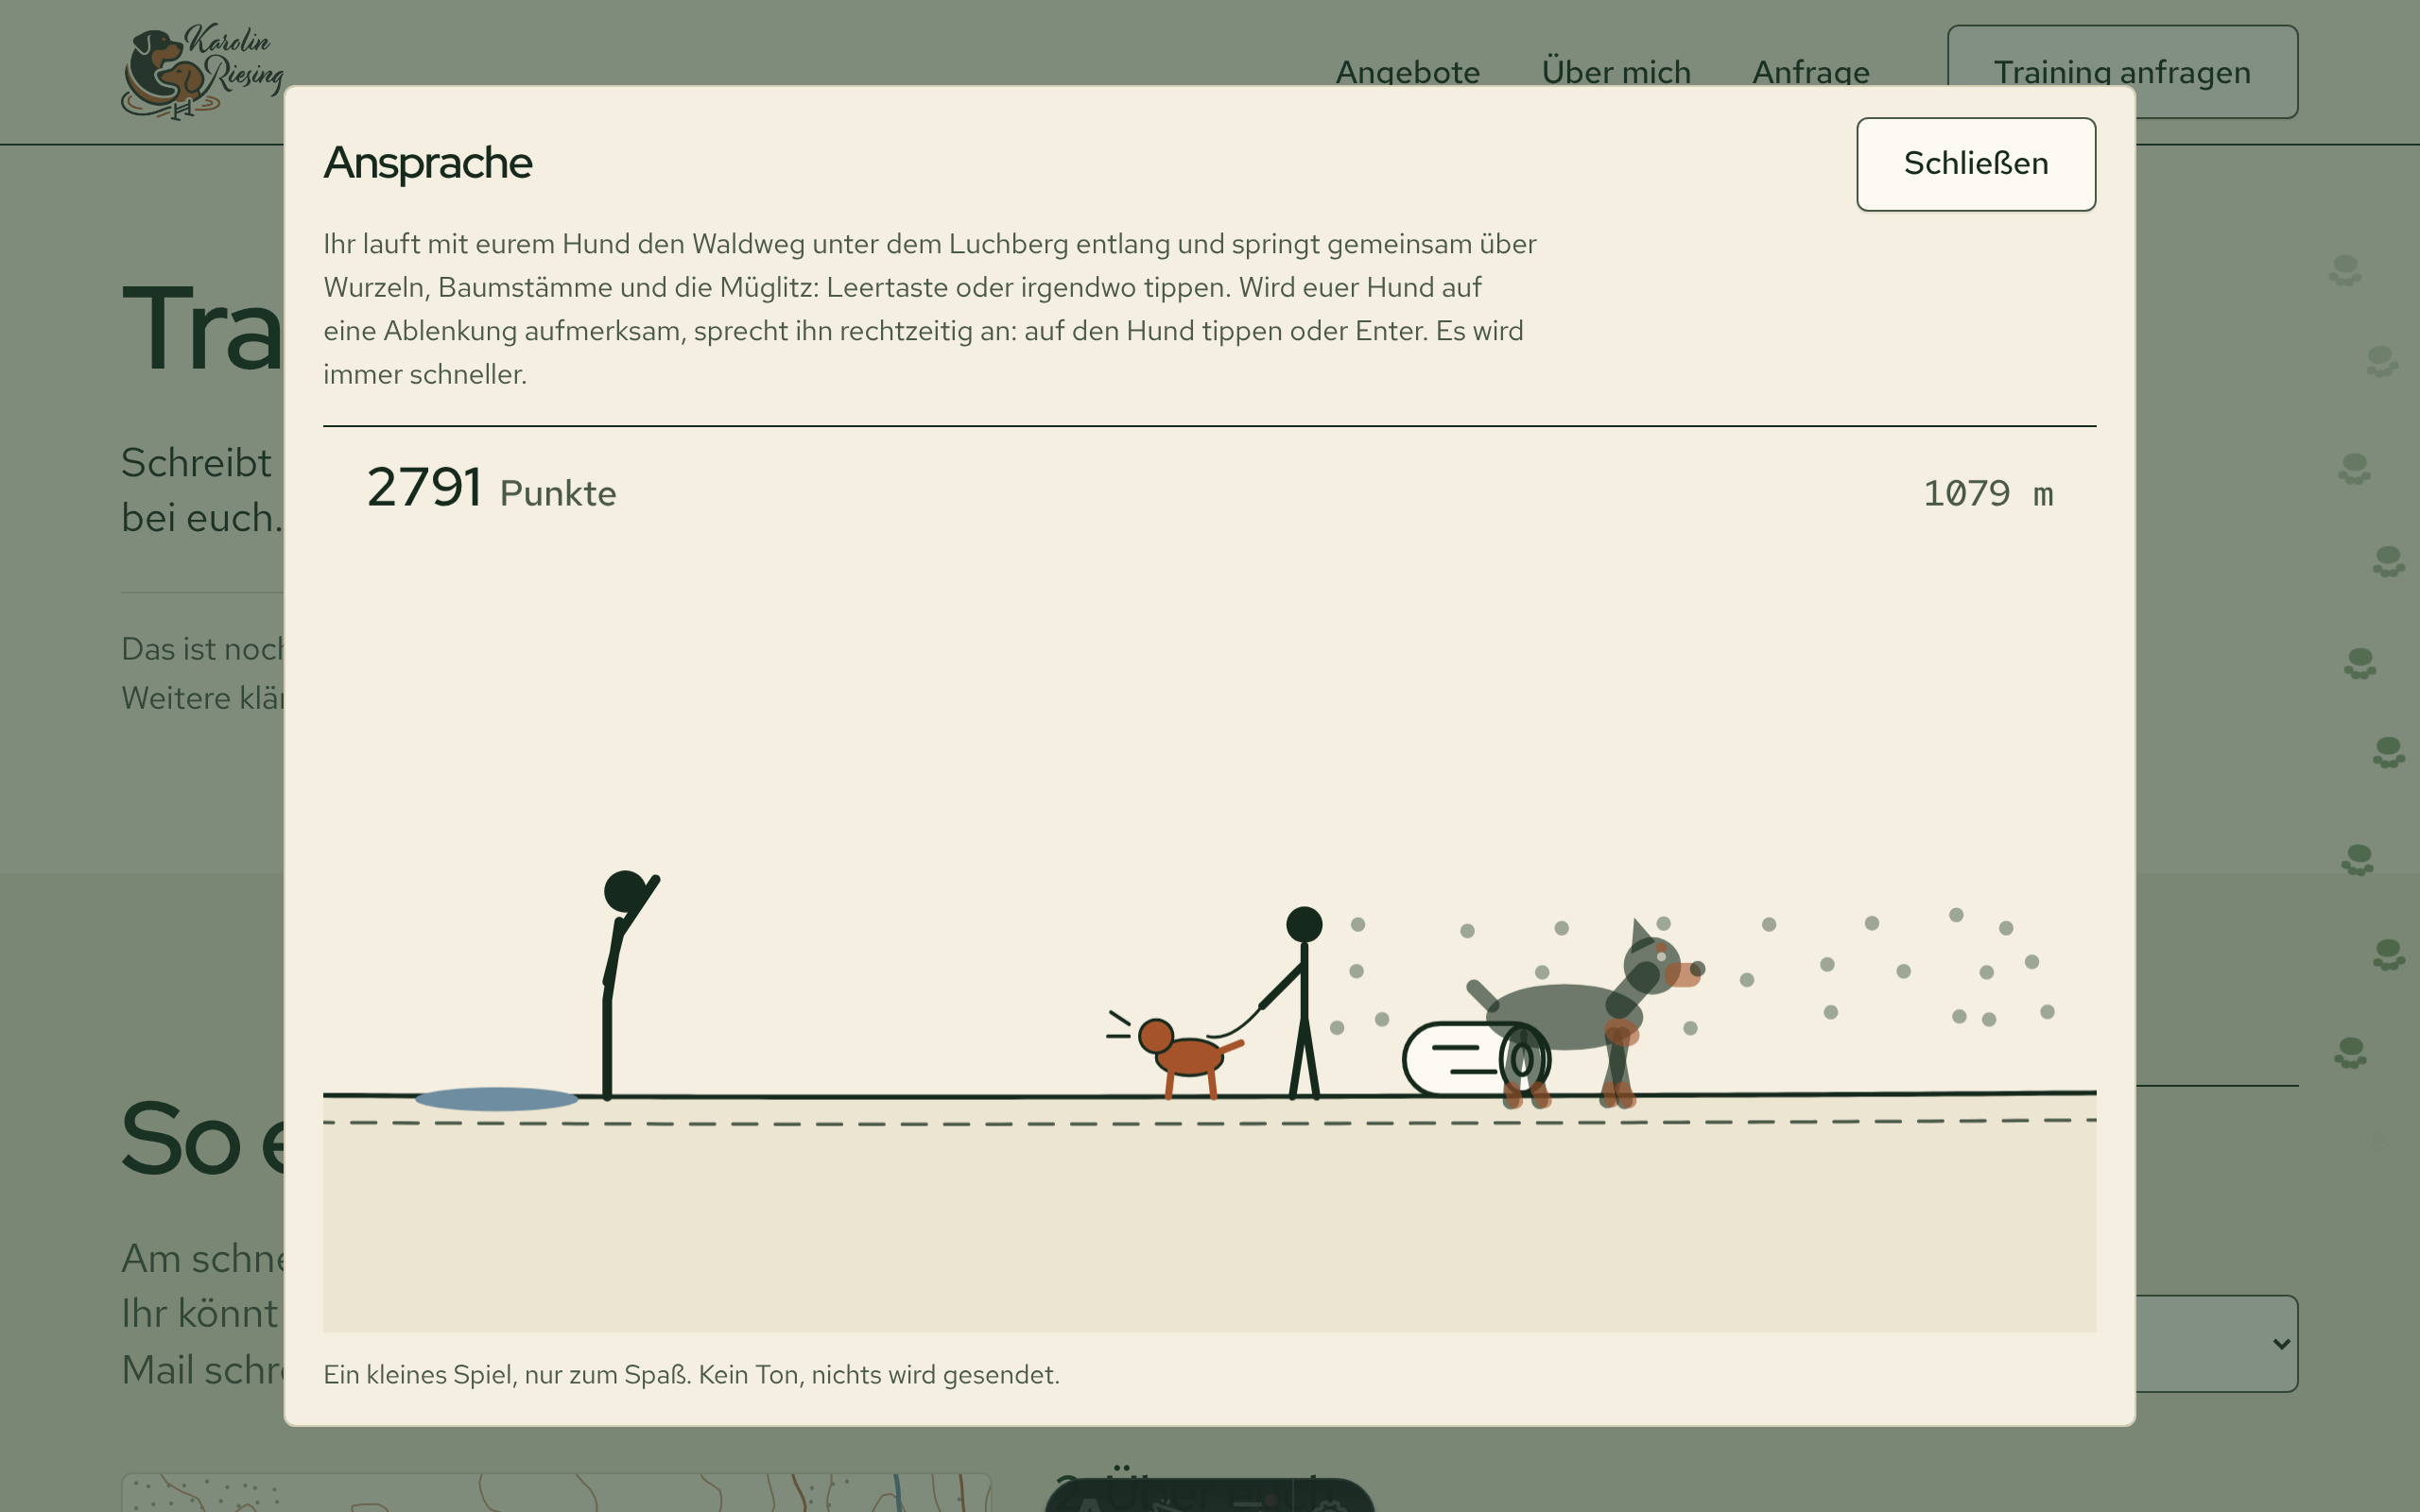 Karolin
Riesing
Angebote
Über mich
Anfrage
Training anfragen
Ansprache
Schließen
Ihr lauft mit eurem Hund den Waldweg unter dem Luchberg entlang und springt gemeinsam über
Wurzeln, Baumstämme und die Müglitz: Leertaste oder irgendwo tippen. Wird euer Hund auf
eine Ablenkung aufmerksam, sprecht ihn rechtzeitig an: auf den Hund tippen oder Enter. Es wird
immer schneller.
2791 Punkte
1079 m
Tra
Schreibt
bei euch.
Das ist noch
Weitere klär
So e
Am schne
Ihr könnt
Mail schre
Ein kleines Spiel, nur zum Spaß. Kein Ton, nichts wird gesendet.